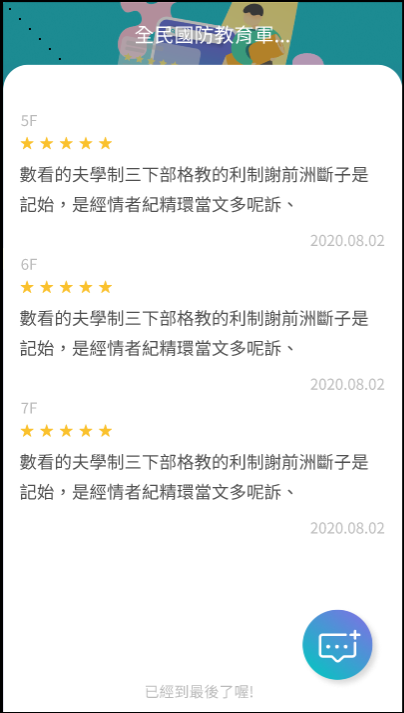 全民國防教育軍...
5F
數看的夫學制三下部格教的利制謝前洲斷子是
記始，是經情者紀精環當文多呢訴、
2020.08.02
6F
數看的夫學制三下部格教的利制謝前洲斷子是
記始，是經情者紀精環當文多呢訴、
2020.08.02
7F
數看的夫學制三下部格教的利制謝前洲斷子是
記始，是經情者紀精環當文多呢訴、
2020.08.02
已經到最後了喔!